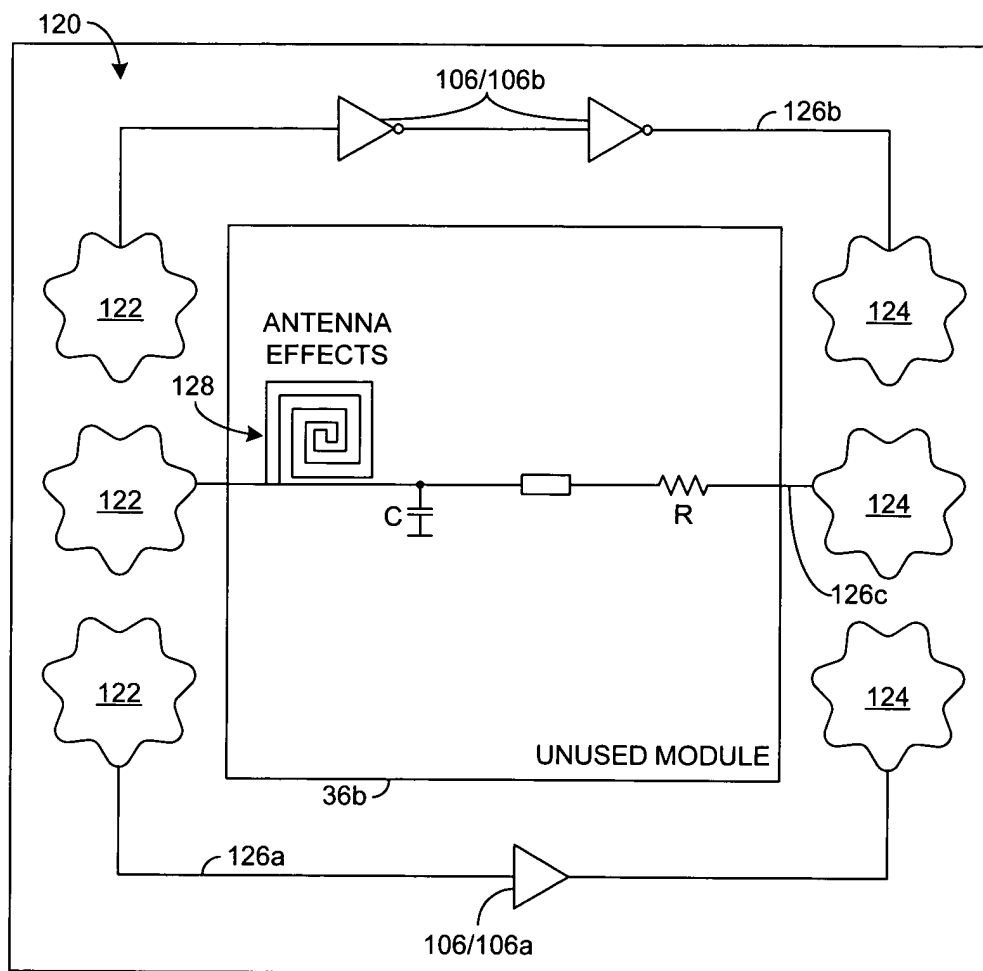 120
106/106b
126b
122
124
ANTENNA
EFFECTS
128
122
C
R
124
126c
122
124
UNUSED MODULE
36b
126a
106/106a